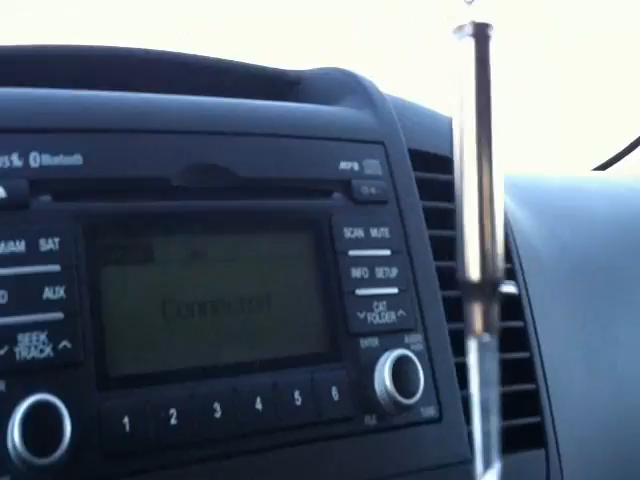 Bluetooth
MP3
AM SAT
SCAN MUTE
INFO SETUP
AUX
CAT
FOLDER
SEEK
TRACK
Connected
ENTER
1 2 3 4 5 6